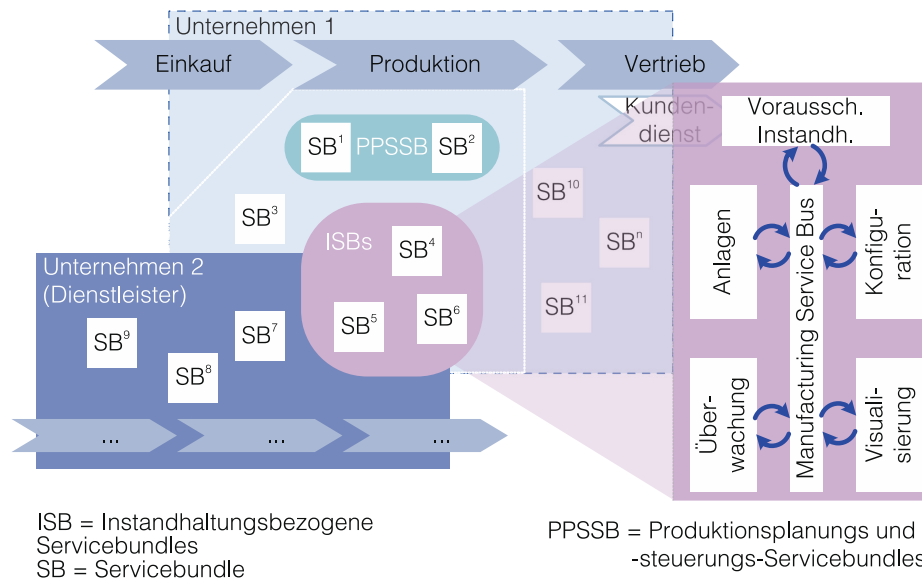 Unternehmen 1
Einkauf
Produktion
Vertrieb
Kunden-
dienst
Voraussch.
Instandh.
SB¹
PPSSB
SB²
SB³
SB¹⁰
SBⁿ
SB¹¹
ISBs
SB⁴
SB⁵
SB⁶
Unternehmen 2
(Dienstleister)
SB⁹
SB⁸
SB⁷
...
...
...
Anlagen
Manufacturing Service Bus
Konfigu-
ration
Über-
wachung
Visuali-
sierung
ISB = Instandhaltungsbezogene
Servicebundles
SB = Servicebundle
PPSSB = Produktionsplanungs und
-steuerungs-Servicebundles